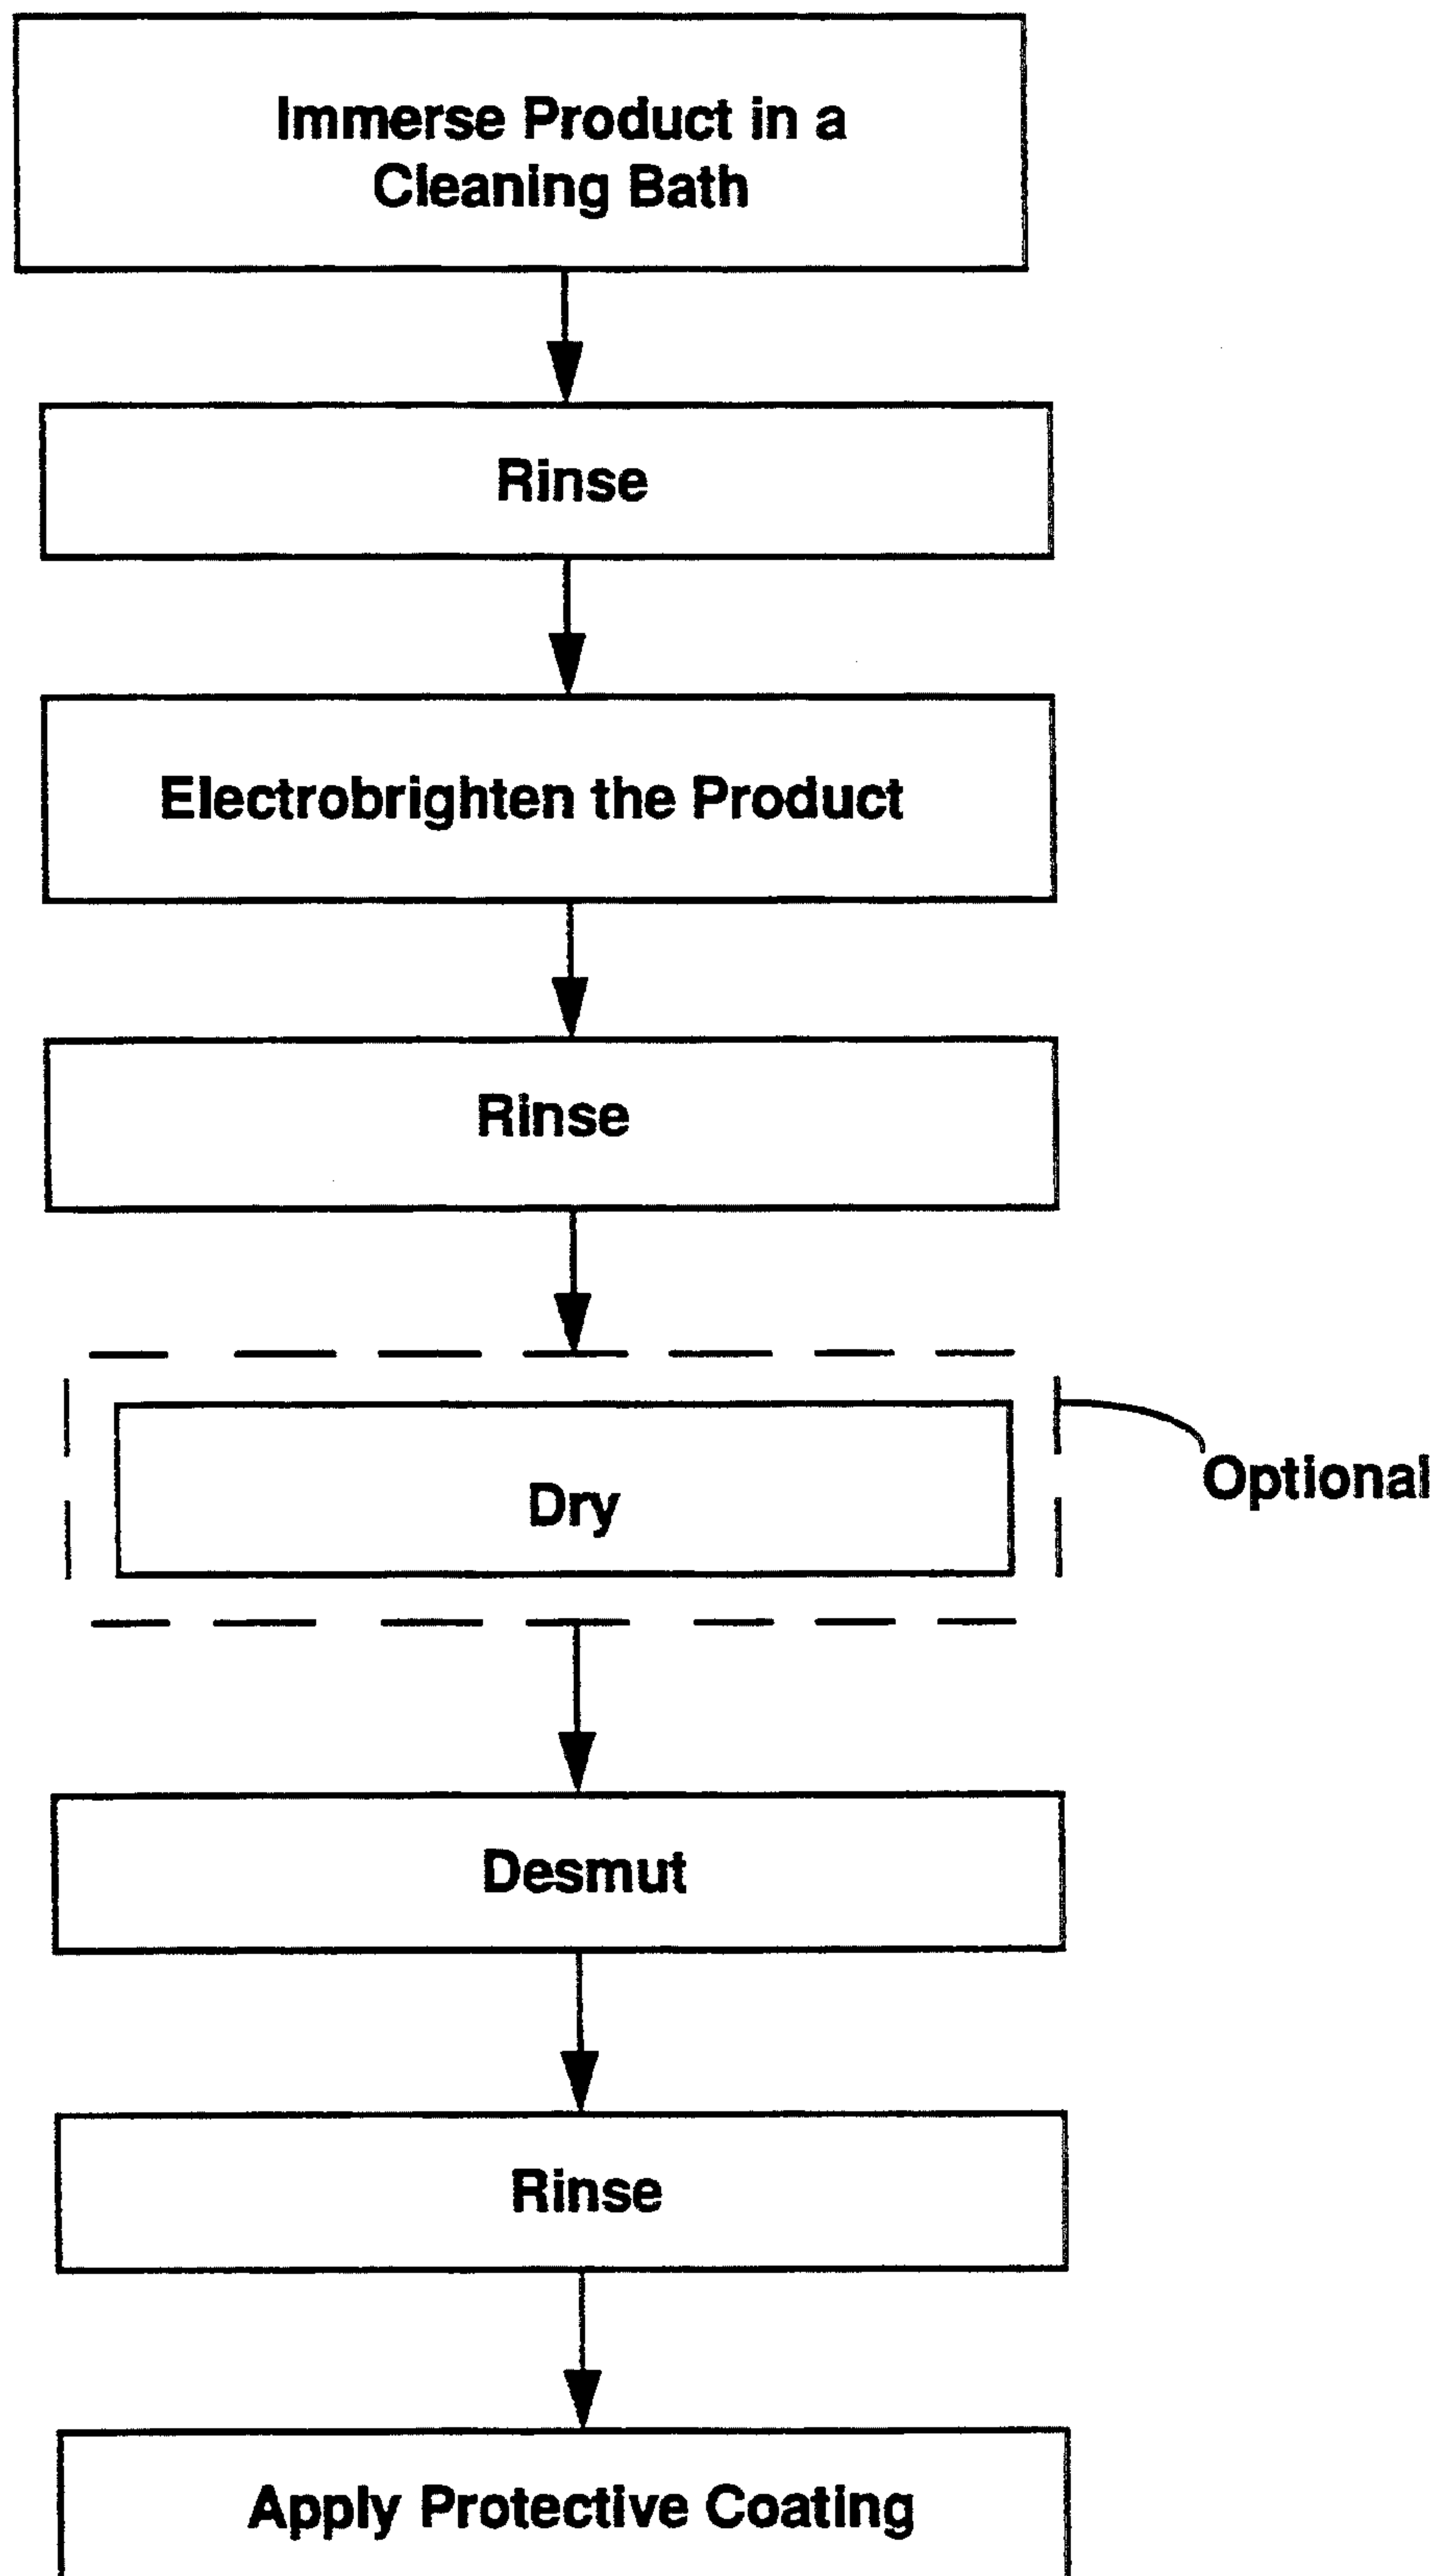 Immerse Product in a
Cleaning Bath
Rinse
Electrobrighten the Product
Rinse
Dry
Optional
Desmut
Rinse
Apply Protective Coating